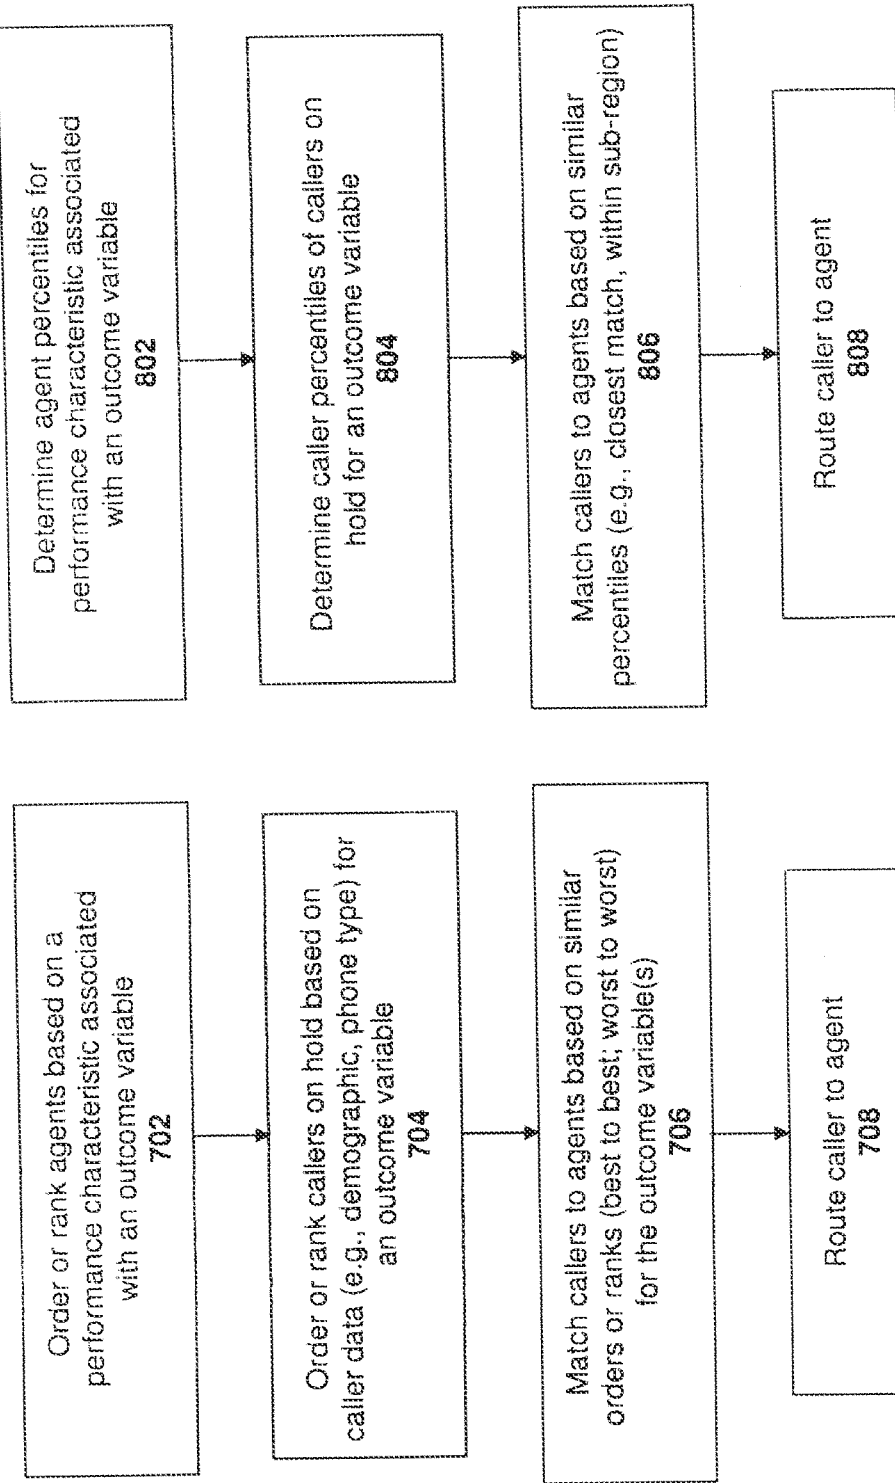 Order or rank agents based on a
performance characteristic associated
with an outcome variable
702
Order or rank callers on hold based on
caller data (e.g., demographic, phone type) for
an outcome variable
704
Match callers to agents based on similar
orders or ranks (best to best; worst to worst)
for the outcome variable(s)
706
Route caller to agent
708
Determine agent percentiles for
performance characteristic associated
with an outcome variable
802
Determine caller percentiles of callers on
hold for an outcome variable
804
Match callers to agents based on similar
percentiles (e.g., closest match, within sub-region)
806
Route caller to agent
808